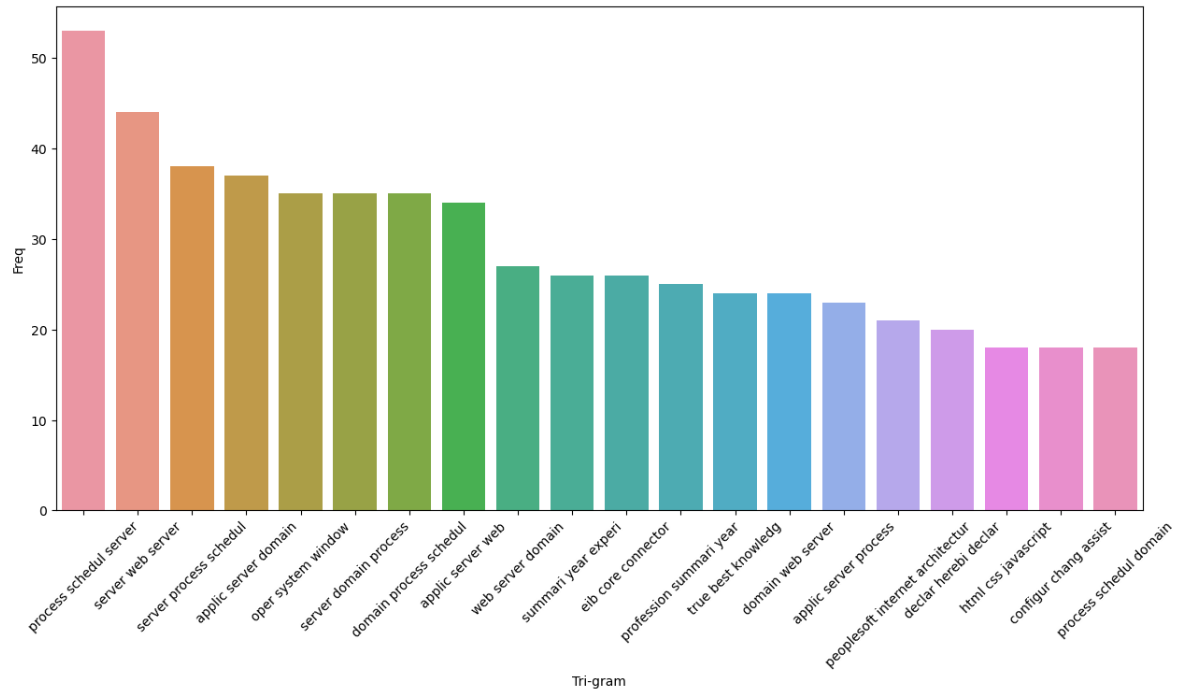 50
40
30
20
10
0
Freq
process schedul server
server web server
server process schedul
applic server domain
oper system window
server domain process
domain process schedul
applic server web
web server domain
summari year experi
eib core connector
profession summari year
true best knowledg
domain web server
applic server process
peoplesoft internet architectur
declar herebi declar
html css javascript
configur chang assist
process schedul domain
Tri-gram